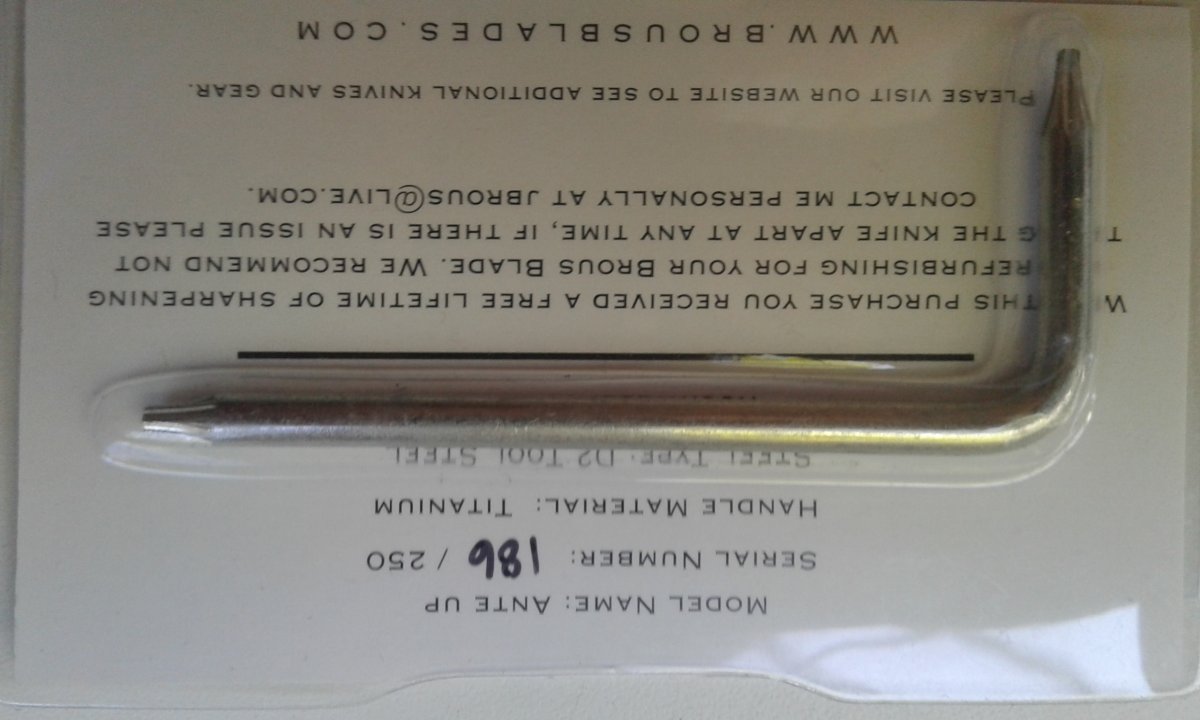 MODEL NAME: ANTE UP
SERIAL NUMBER: 186 / 250
HANDLE MATERIAL: TITANIUM
STEEL TYPE: D2 TOOL STEEL
THIS PURCHASE YOU RECEIVED A FREE LIFETIME OF SHARPENING
REFURBISHING FOR YOUR BROUS BLADE. WE RECOMMEND NOT
THE KNIFE APART AT ANY TIME, IF THERE IS AN ISSUE PLEASE
CONTACT ME PERSONALLY AT JBROUS@LIVE.COM.
PLEASE VISIT OUR WEBSITE TO SEE ADDITIONAL KNIVES AND GEAR.
WWW.BROUSBLADES.COM